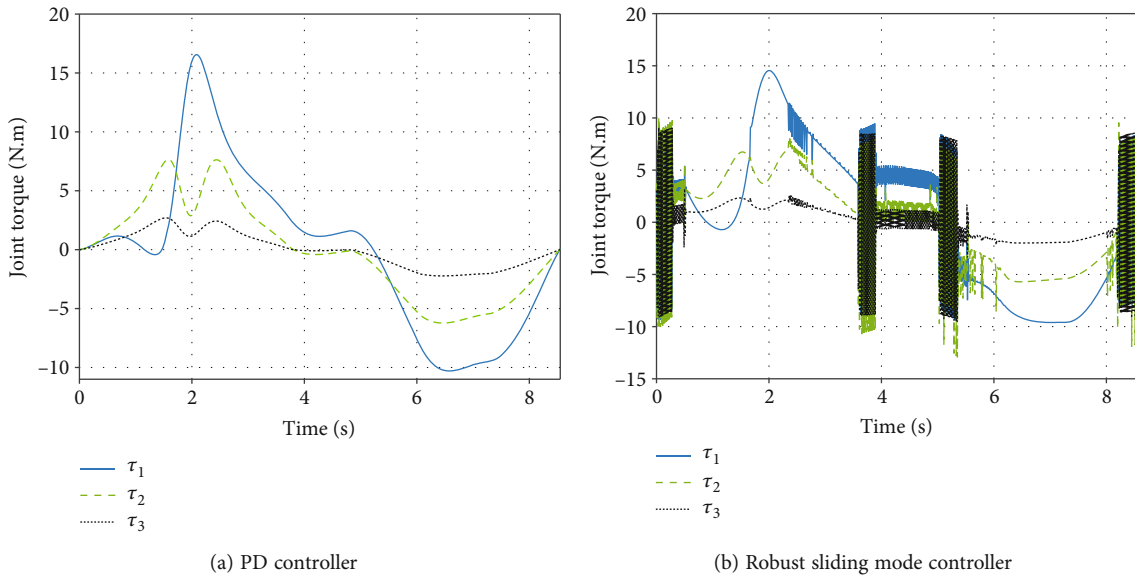 20
15
10
5
0
−5
−10
Joint torque (N.m)
0
2
4
6
8
Time (s)
τ1
τ2
τ3
(a) PD controller
20
15
10
5
0
−5
−10
−15
Joint torque (N.m)
0
2
4
6
8
Time (s)
τ1
τ2
τ3
(b) Robust sliding mode controller